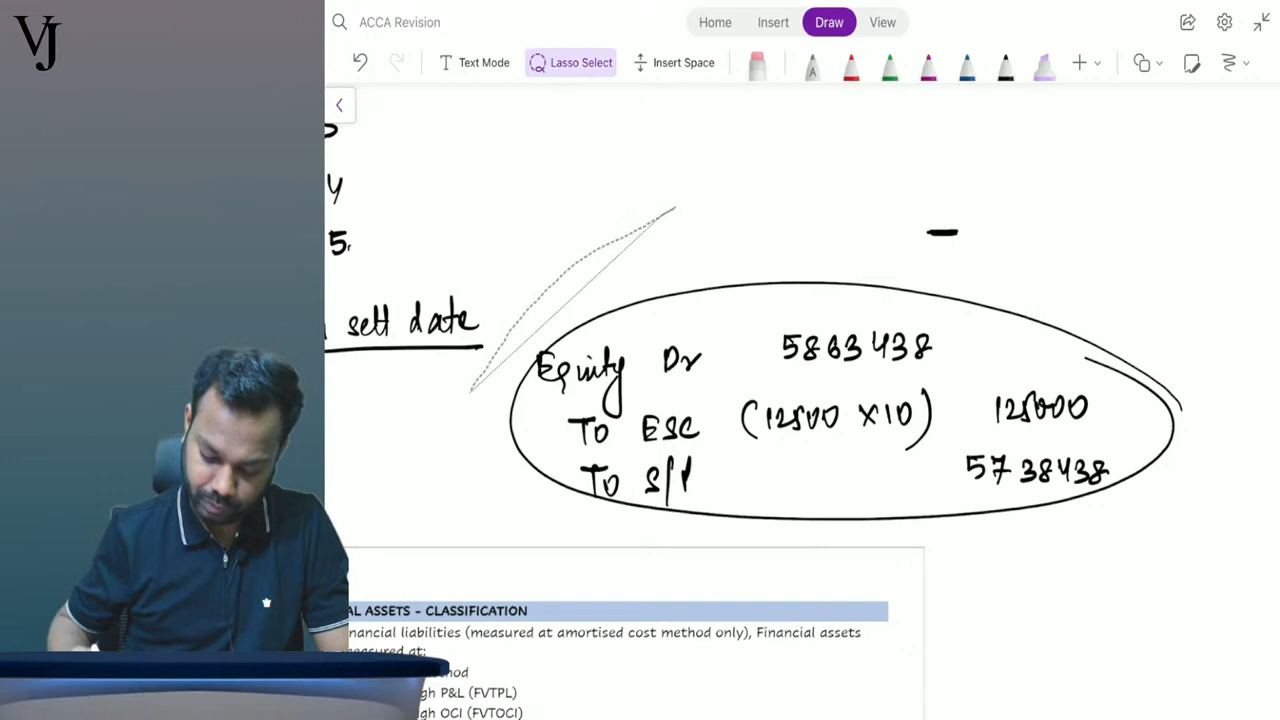 VJ
ACCA Revision
Home Insert Draw View
Text Mode Lasso Select Insert Space
y
5.
sett date
Equity Dr 5863438
To ESC (12500 X10) 125000
To S/P 5738438
AL ASSETS - CLASSIFICATION
nancial liabilities (measured at amortised cost method only), Financial assets
measured at:
hod
gh P&L (FVTPL)
gh OCI (FVTOCI)